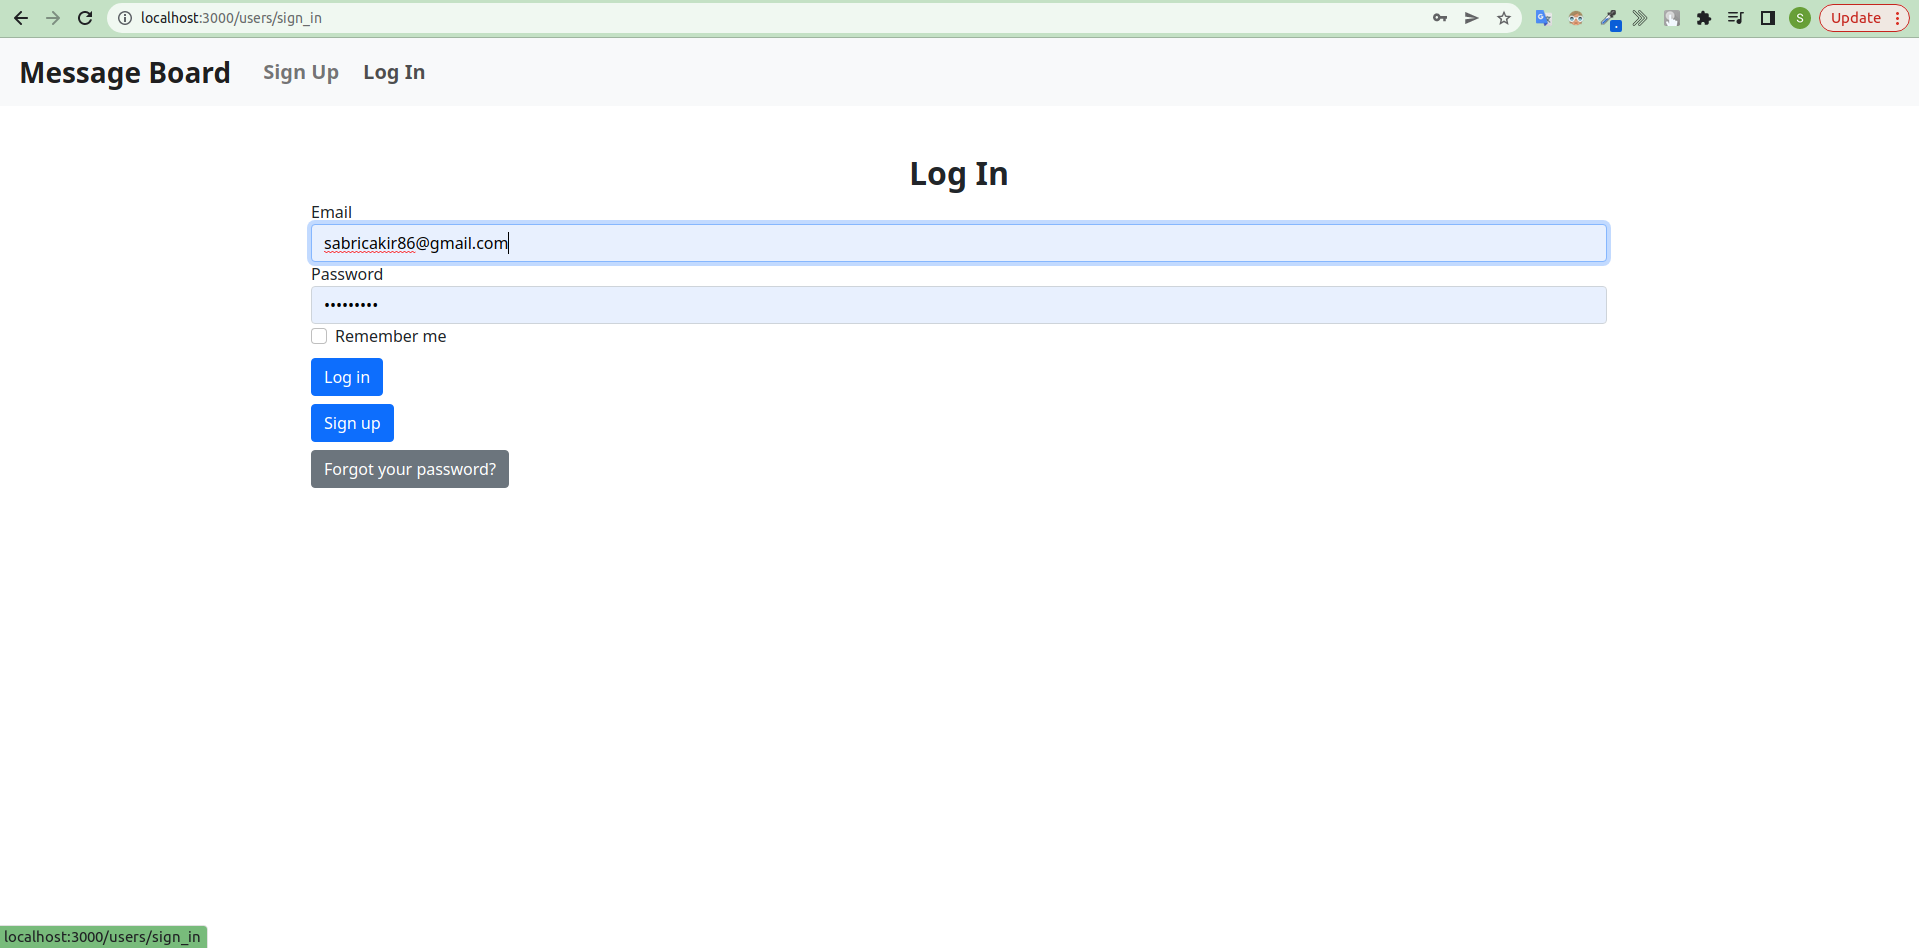 localhost:3000/users/sign_in
S
Update
Message Board Sign Up Log In
Log In
Email
sabricakir86@gmail.com
Password
•••••••••
Remember me
Log in
Sign up
Forgot your password?
localhost:3000/users/sign_in